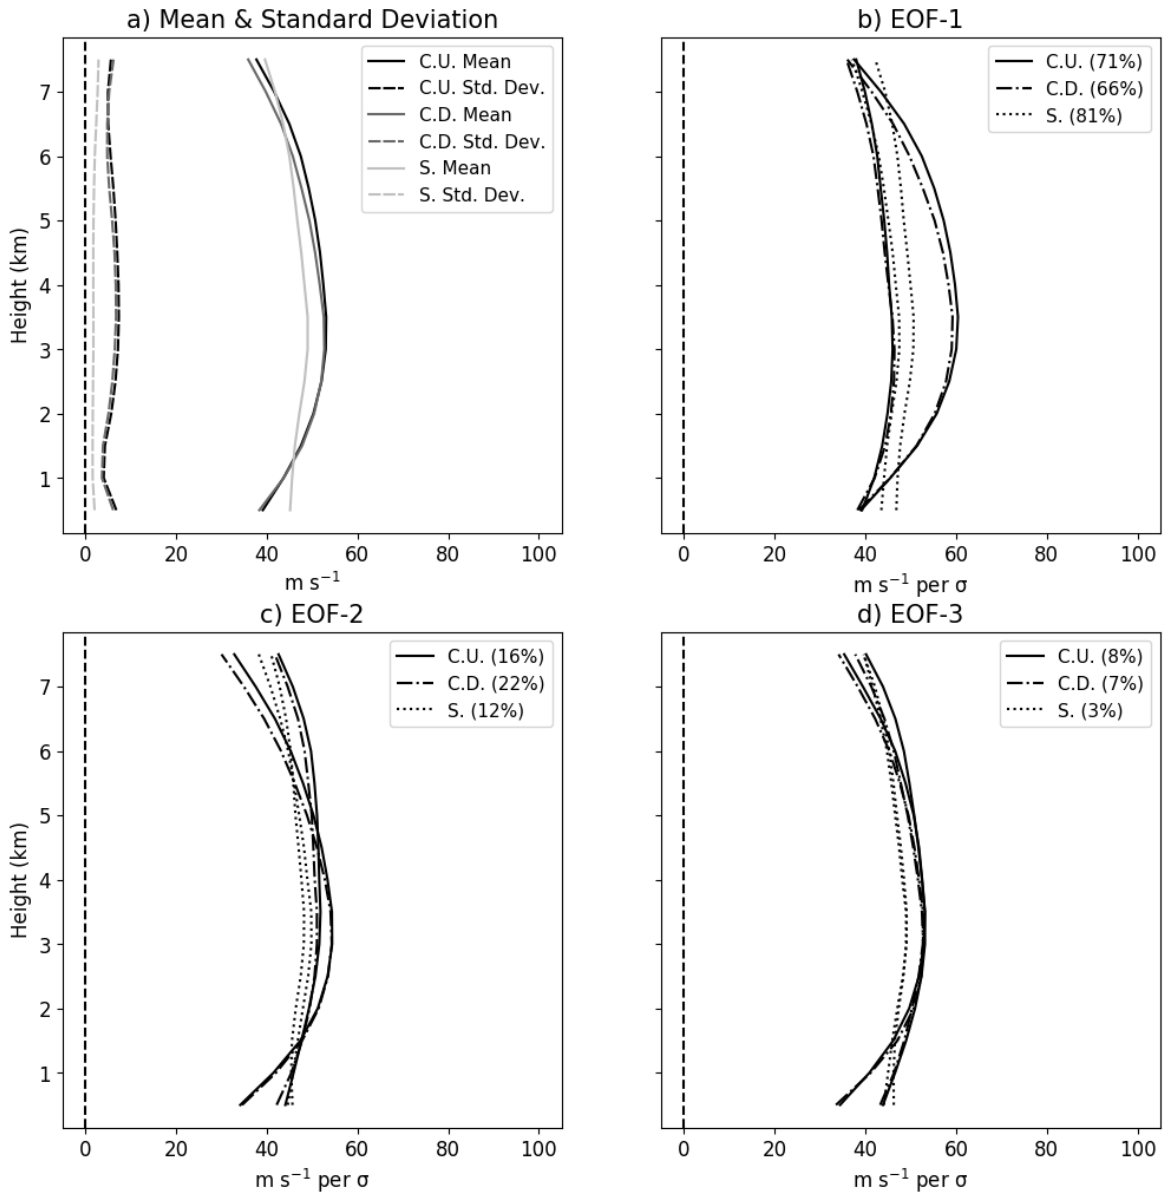 a) Mean & Standard Deviation
C.U. Mean
C.U. Std. Dev.
C.D. Mean
C.D. Std. Dev.
S. Mean
S. Std. Dev.
7
6
5
4
3
2
1
Height (km)
0 20 40 60 80 100
m s⁻¹
b) EOF-1
C.U. (71%)
C.D. (66%)
S. (81%)
0 20 40 60 80 100
m s⁻¹ per σ
c) EOF-2
C.U. (16%)
C.D. (22%)
S. (12%)
7
6
5
4
3
2
1
Height (km)
0 20 40 60 80 100
m s⁻¹ per σ
d) EOF-3
C.U. (8%)
C.D. (7%)
S. (3%)
0 20 40 60 80 100
m s⁻¹ per σ